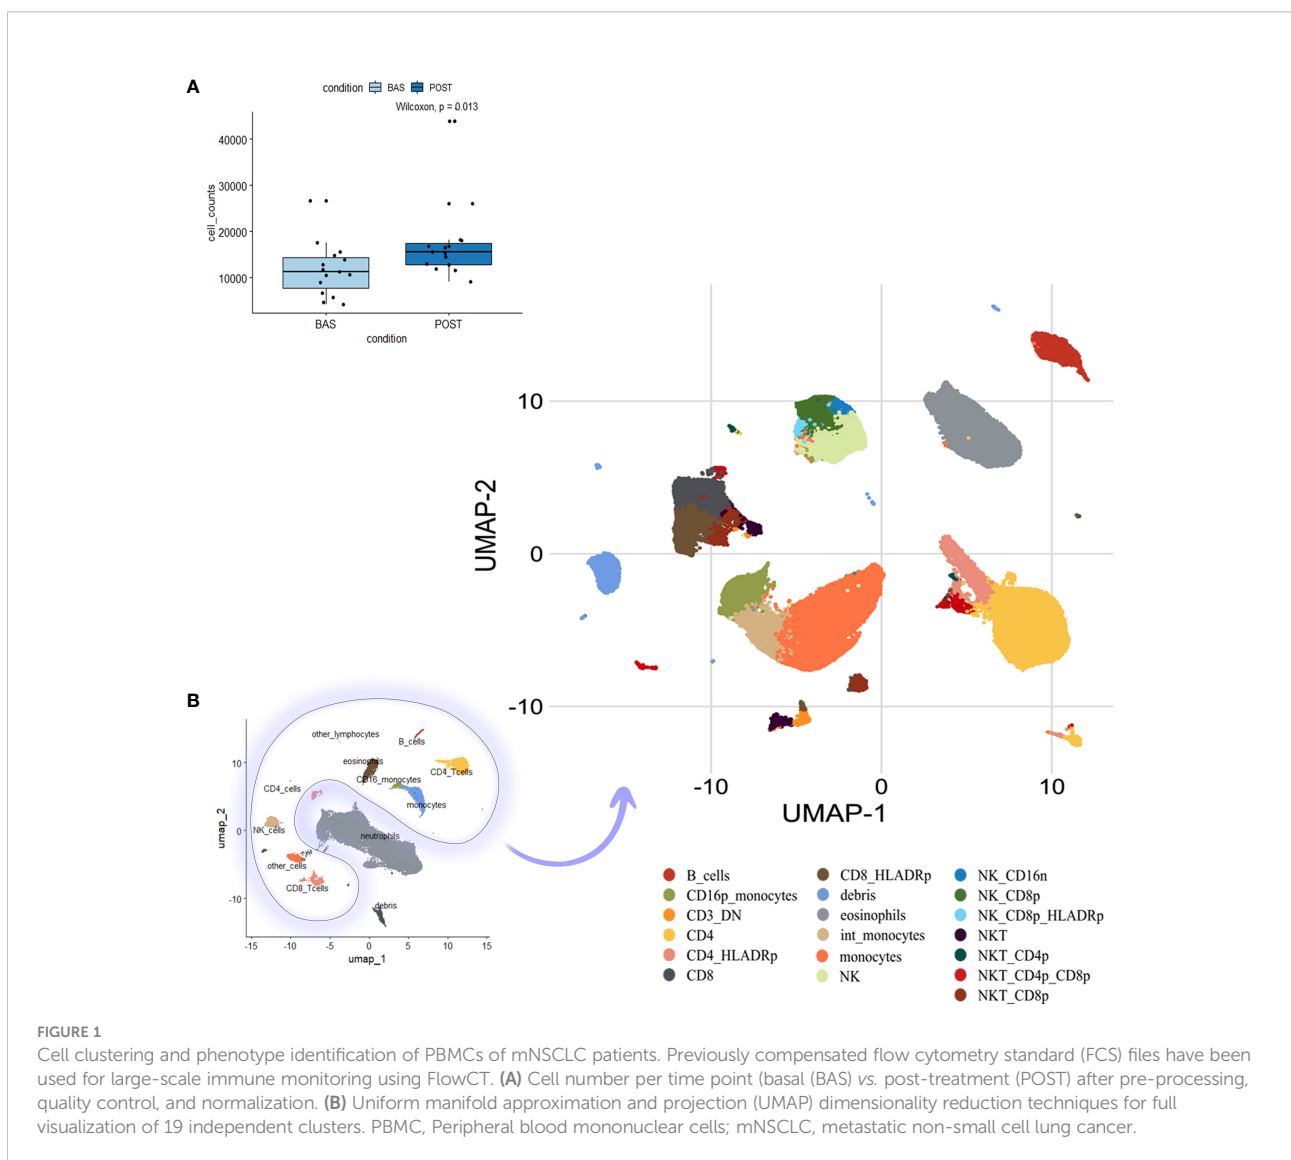 A
condition BAS POST
Wilcoxon, p = 0.013
40000
30000
20000
10000
cell_counts
BAS POST
condition
10
0
-10
UMAP-2
-10 0 10
UMAP-1
B
other_lymphocytes
B_cells
eosinophils
CD4_Tcells
CD16_monocytes
CD4_cells
monocytes
NK_cells
neutrophils
other_cells
CD8_Tcells
debris
10
0
-10
umap_2
-15 -10 -5 0 5 10 15
umap_1
B_cells
CD16p_monocytes
CD3_DN
CD4
CD4_HLADRp
CD8
CD8_HLADRp
debris
eosinophils
int_monocytes
monocytes
NK
NK_CD16n
NK_CD8p
NK_CD8p_HLADRp
NKT
NKT_CD4p
NKT_CD4p_CD8p
NKT_CD8p
FIGURE 1
Cell clustering and phenotype identification of PBMCs of mNSCLC patients. Previously compensated flow cytometry standard (FCS) files have been
used for large-scale immune monitoring using FlowCT. (A) Cell number per time point (basal (BAS) vs. post-treatment (POST) after pre-processing,
quality control, and normalization. (B) Uniform manifold approximation and projection (UMAP) dimensionality reduction techniques for full
visualization of 19 independent clusters. PBMC, Peripheral blood mononuclear cells; mNSCLC, metastatic non-small cell lung cancer.